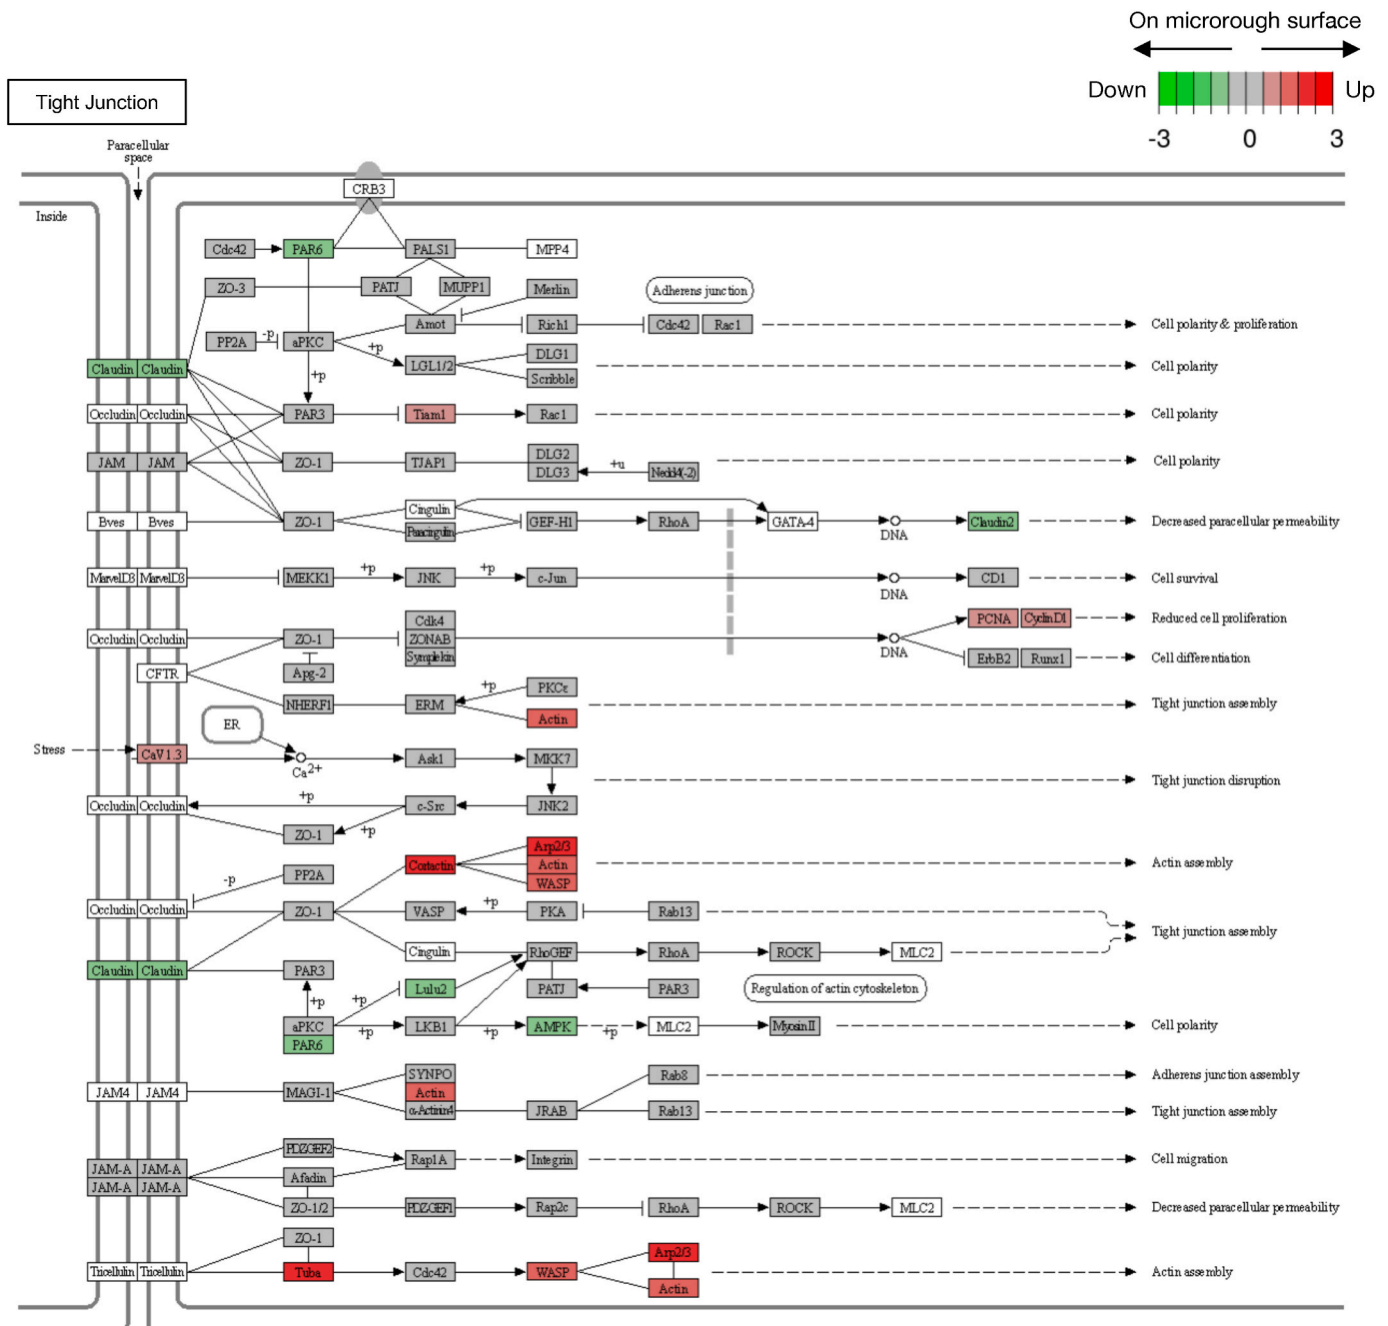 On microrough surface
Down
Up
-3 0 3
Tight Junction
Paracellular
space
CRB3
Inside
Cdc42 PAR6 PALS1 MPP4
ZO-3 PATJ MUPP1 Merlin Adherens junction
PP2A -p aPKC Amot Rich1 Cdc42 Rac1 Cell polarity & proliferation
+p
Claudin Claudin LGL1/2 DLG1 Cell polarity
+p Scribble
Occludin Occludin PAR3 Tiam1 Rac1 Cell polarity
JAM JAM ZO-1 TJAP1 DLG2 Cell polarity
DLG3 +u Nedd4(-2)
Cingulin
Bves Bves ZO-1 GEF-H1 RhoA GATA-4 Claudin2 Decreased paracellular permeability
Paracingulin DNA
MarvelD3 MarvelD3 MEKK1 +p JNK +p c-Jun CD1 Cell survival
DNA
Cdk4 PCNA CyclinD1 Reduced cell proliferation
Occludin Occludin ZO-1 ZONAB
DNA
Symplekin ErbB2 Runx1 Cell differentiation
CFTR Apg-2
+p PKCε
NHERF1 ERM Tight junction assembly
Actin
ER
Stress CaV1.3 Ca2+ Ask1 MKK7
Tight junction disruption
Occludin Occludin +p c-Src JNK2
ZO-1 +p
Arp2/3
Cortactin Actin Actin assembly
WASP
-p PP2A
Occludin Occludin ZO-1 VASP +p PKA Rab13
Tight junction assembly
Cingulin RhoGEF RhoA ROCK MLC2
Claudin Claudin PAR3
+p +p Lulu2 PATJ PAR3 Regulation of actin cytoskeleton
aPKC +p LKB1 +p AMPK +p MLC2 MyosinII Cell polarity
PAR6
SYNPO Rab8 Adherens junction assembly
JAM4 JAM4 MAGI-1 Actin
α-Actinin4 JRAB Rab13 Tight junction assembly
PDZGEF2
JAM-A JAM-A Rap1A Integrin Cell migration
JAM-A JAM-A Afadin
ZO-1/2 PDZGEF1 Rap2c RhoA ROCK MLC2 Decreased paracellular permeability
ZO-1
Arp2/3
Tricellulin Tricellulin Tuba Cdc42 WASP Actin assembly
Actin